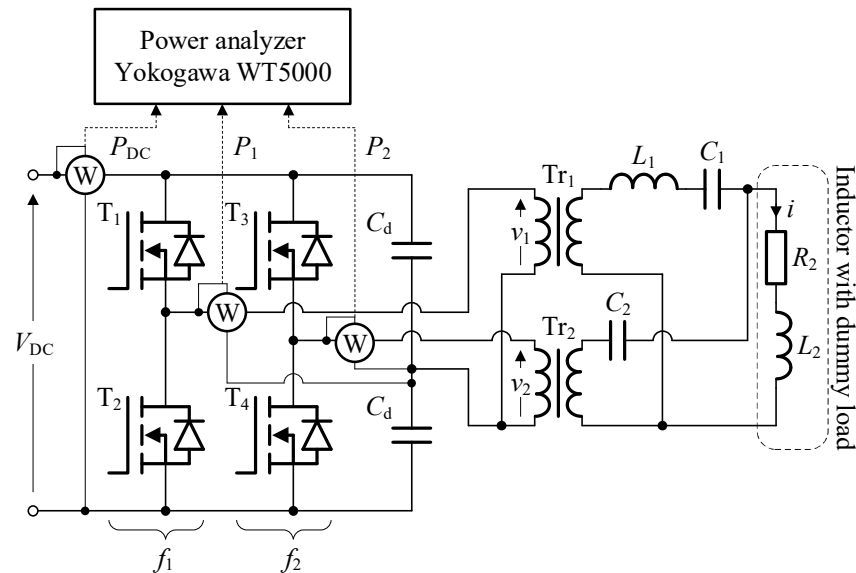 Power analyzer
Yokogawa WT5000
P_DC
P_1
P_2
W
T_1
T_3
C_d
W
W
V_DC
T_2
T_4
C_d
f_1
f_2
Tr_1
v_1
L_1
C_1
i
R_2
Tr_2
v_2
C_2
L_2
Inductor with dummy load